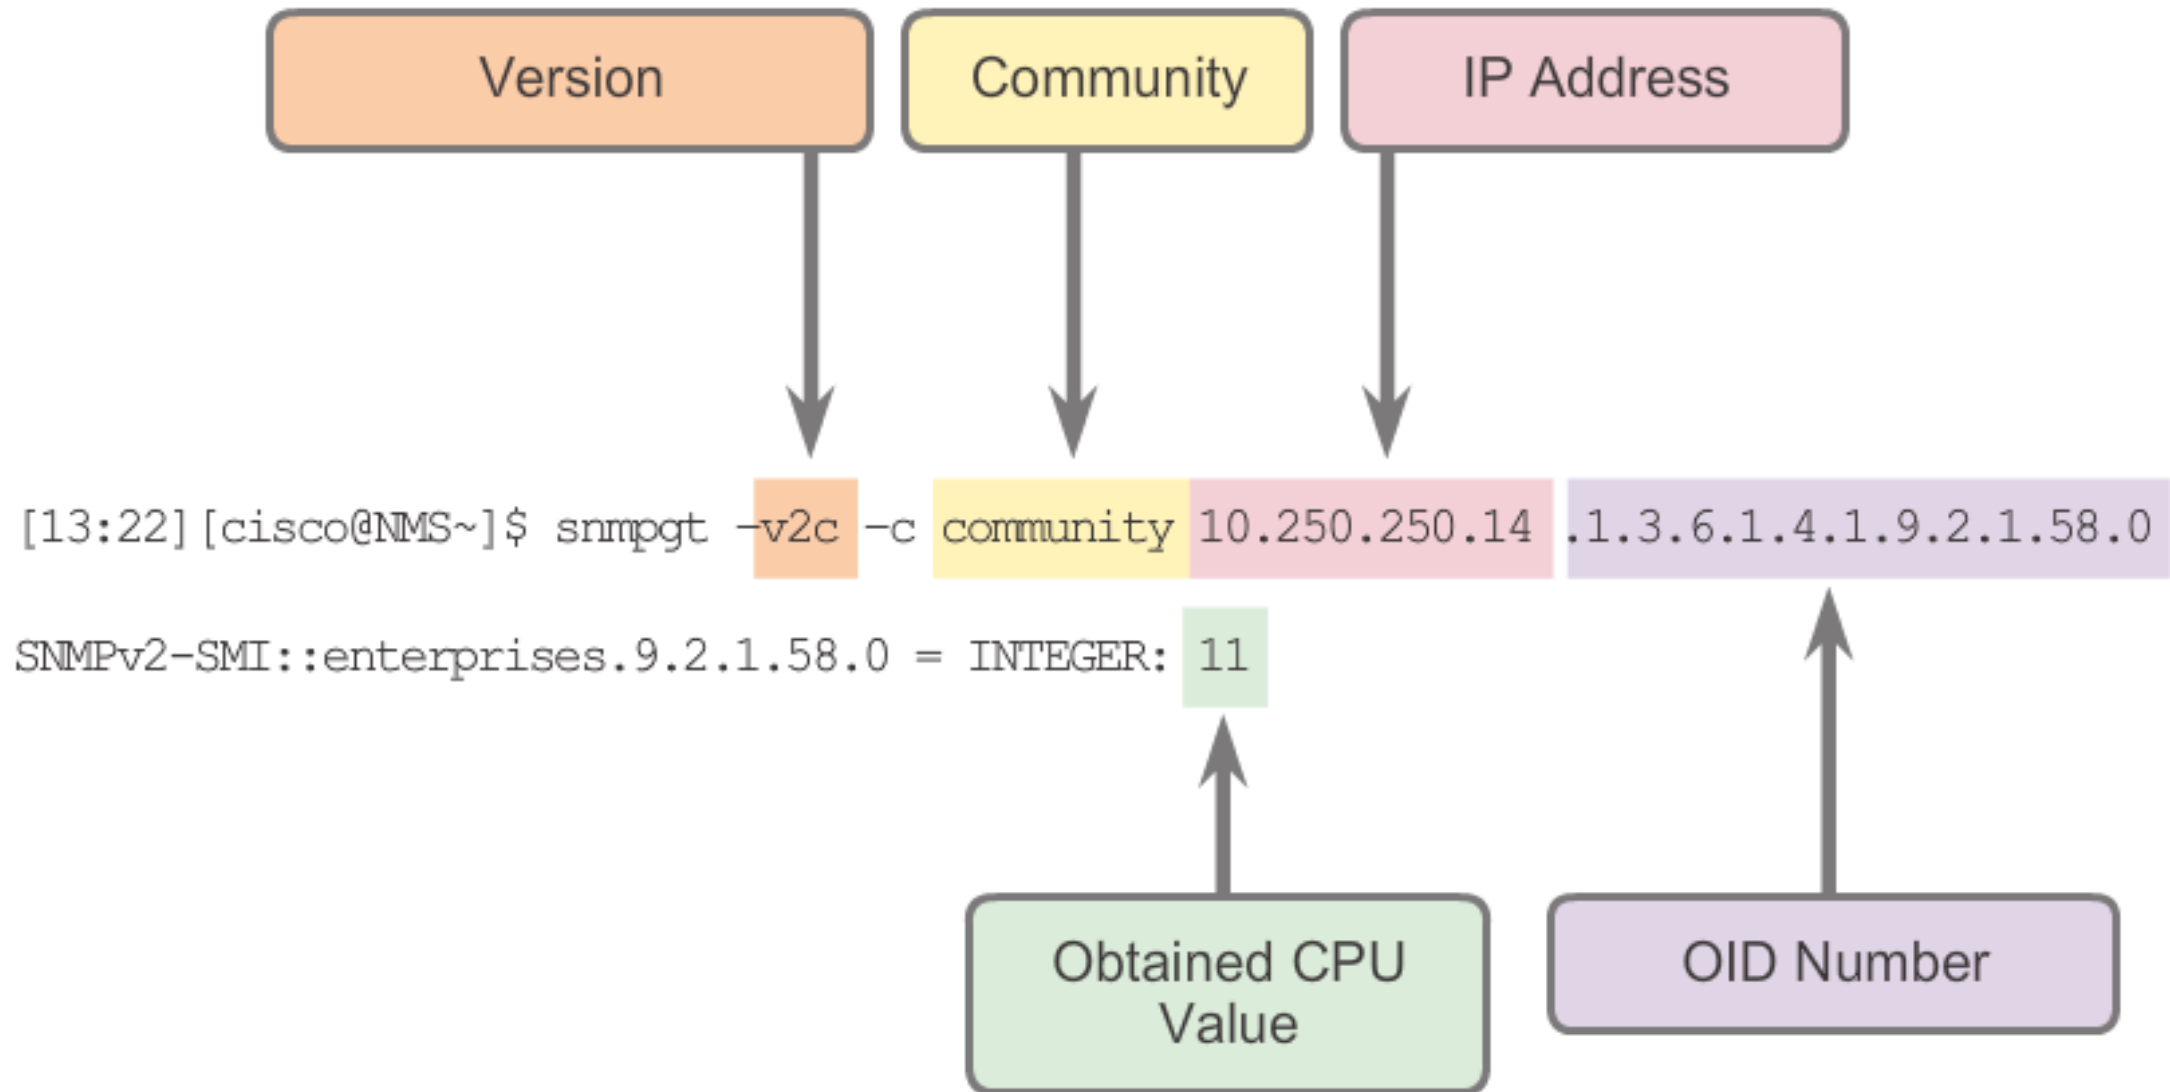 Version
Community
IP Address
[13:22][cisco@NMS~]$ snmpgt -v2c -c community 10.250.250.14 .1.3.6.1.4.1.9.2.1.58.0
SNMPv2-SMI::enterprises.9.2.1.58.0 = INTEGER: 11
Obtained CPU
Value
OID Number